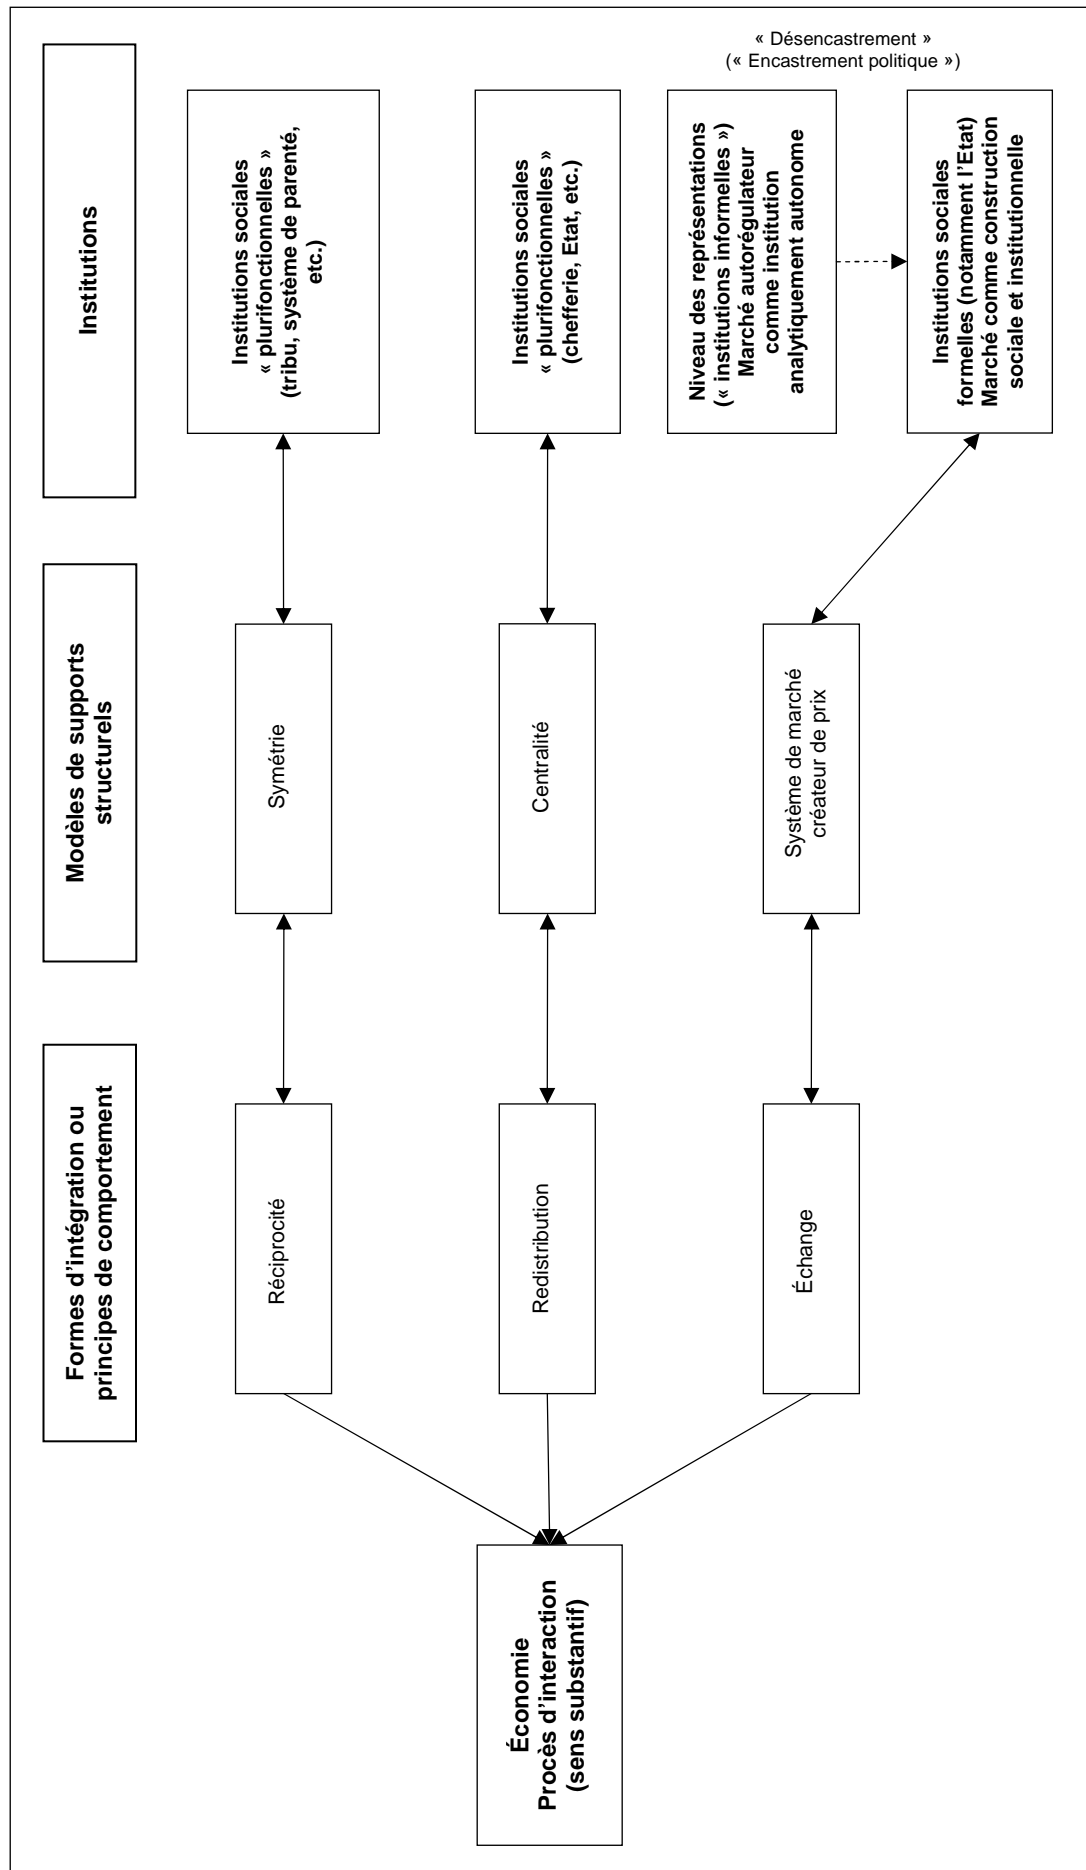 « Désencastrement »
(« Encastrement politique »)
Formes d'intégration ou
principes de comportement
Modèles de supports
structurels
Institutions
Réciprocité
Symétrie
Institutions sociales
« plurifonctionnelles »
(tribu, système de parenté,
etc.)
Économie
Procès d'interaction
(sens substantif)
Redistribution
Centralité
Institutions sociales
« plurifonctionnelles »
(chefferie, Etat, etc.)
Échange
Système de marché
créateur de prix
Niveau des représentations
(« institutions informelles »)
Marché autorégulateur
comme institution
analytiquement autonome
Institutions sociales
formelles (notamment l'Etat)
Marché comme construction
sociale et institutionnelle